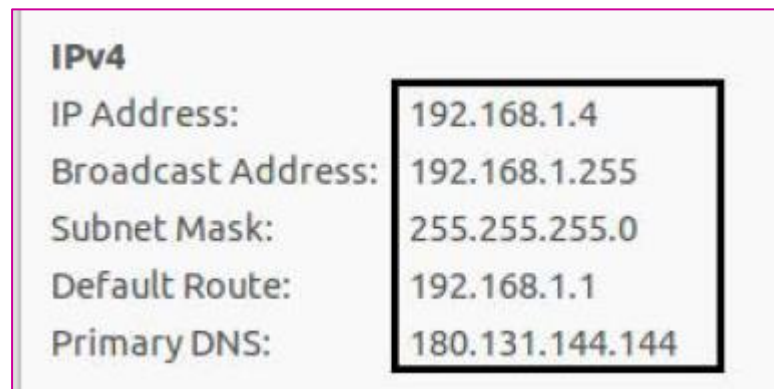 IPv4
IP Address: 192.168.1.4
Broadcast Address: 192.168.1.255
Subnet Mask: 255.255.255.0
Default Route: 192.168.1.1
Primary DNS: 180.131.144.144